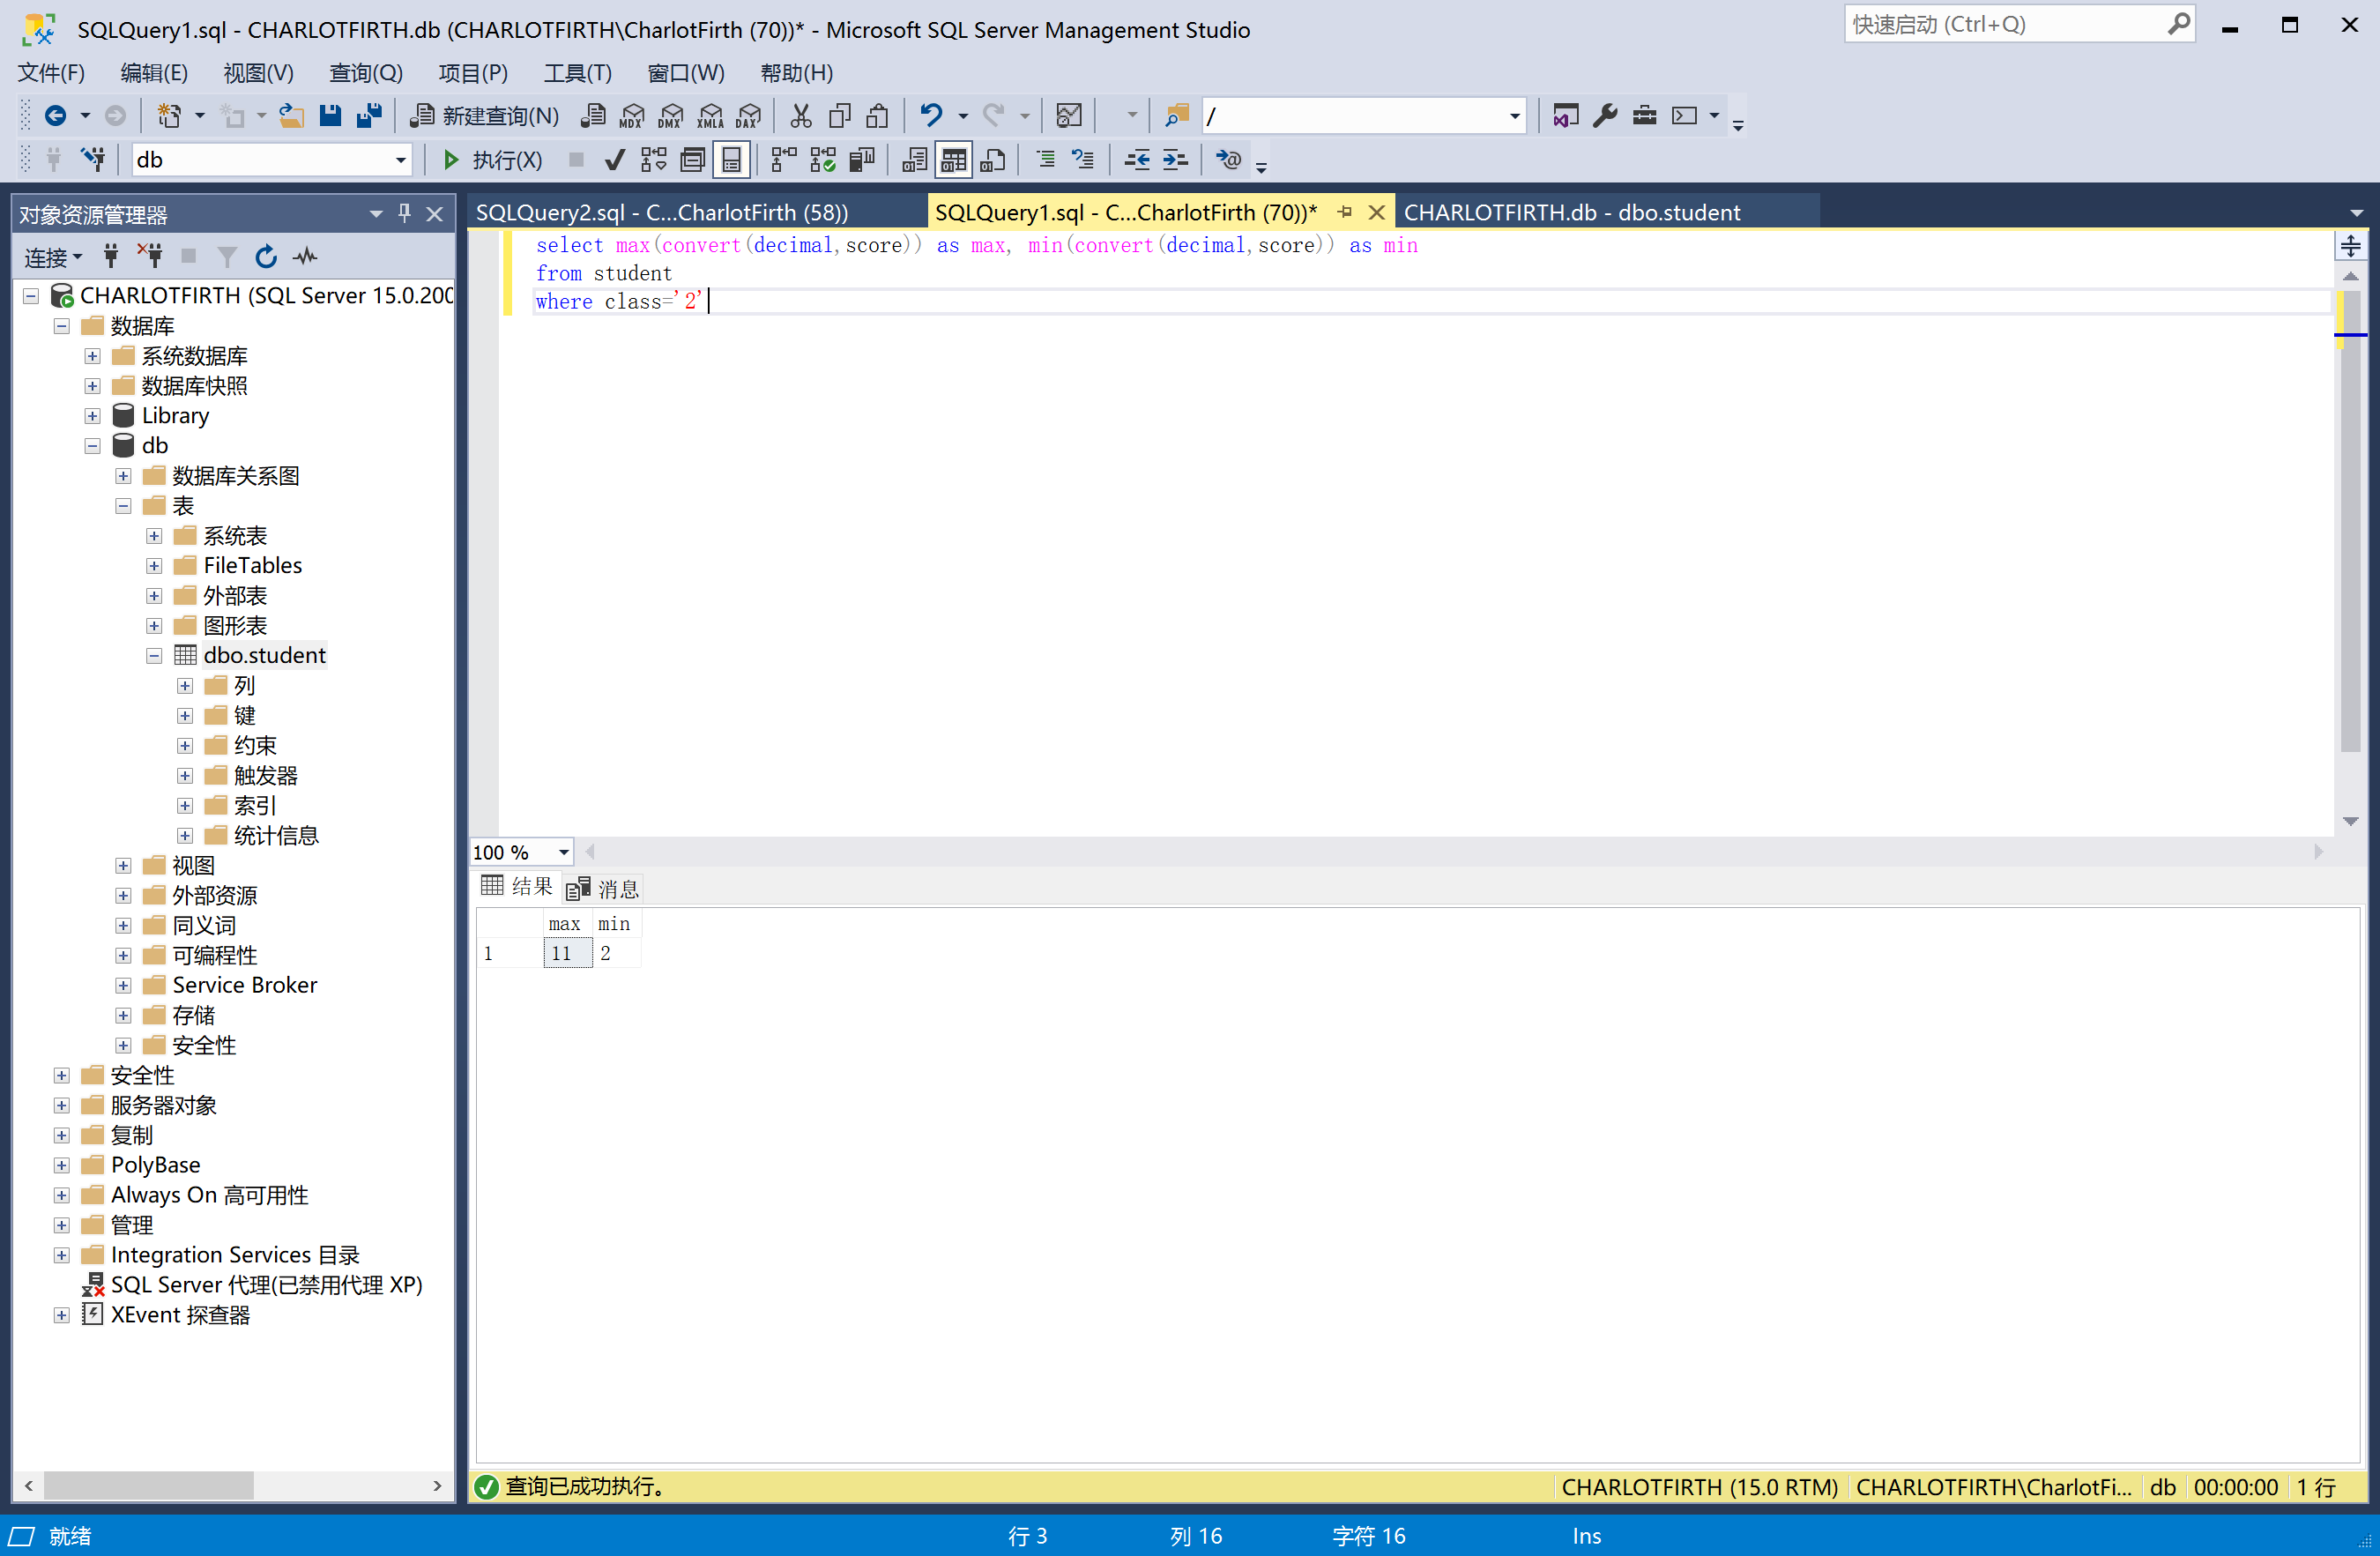 SQLQuery1.sql - CHARLOTFIRTH.db (CHARLOTFIRTH\CharlotFirth (70))* - Microsoft SQL Server Management Studio
快速启动 (Ctrl+Q)
文件(F) 编辑(E) 视图(V) 查询(Q) 项目(P) 工具(T) 窗口(W) 帮助(H)
新建查询(N) MDX DMX XMLA DAX /
db 执行(X)
对象资源管理器
连接
CHARLOTFIRTH (SQL Server 15.0.200
数据库
系统数据库
数据库快照
Library
db
数据库关系图
表
系统表
FileTables
外部表
图形表
dbo.student
列
键
约束
触发器
索引
统计信息
视图
外部资源
同义词
可编程性
Service Broker
存储
安全性
安全性
服务器对象
复制
PolyBase
Always On 高可用性
管理
Integration Services 目录
SQL Server 代理(已禁用代理 XP)
XEvent 探查器
SQLQuery2.sql - C...CharlotFirth (58))
SQLQuery1.sql - C...CharlotFirth (70))*
CHARLOTFIRTH.db - dbo.student
select max(convert(decimal,score)) as max, min(convert(decimal,score)) as min
from student
where class='2'
100 %
结果 消息
max min
1 11 2
查询已成功执行。
CHARLOTFIRTH (15.0 RTM) CHARLOTFIRTH\CharlotFi... db 00:00:00 1 行
就绪 行 3 列 16 字符 16 Ins